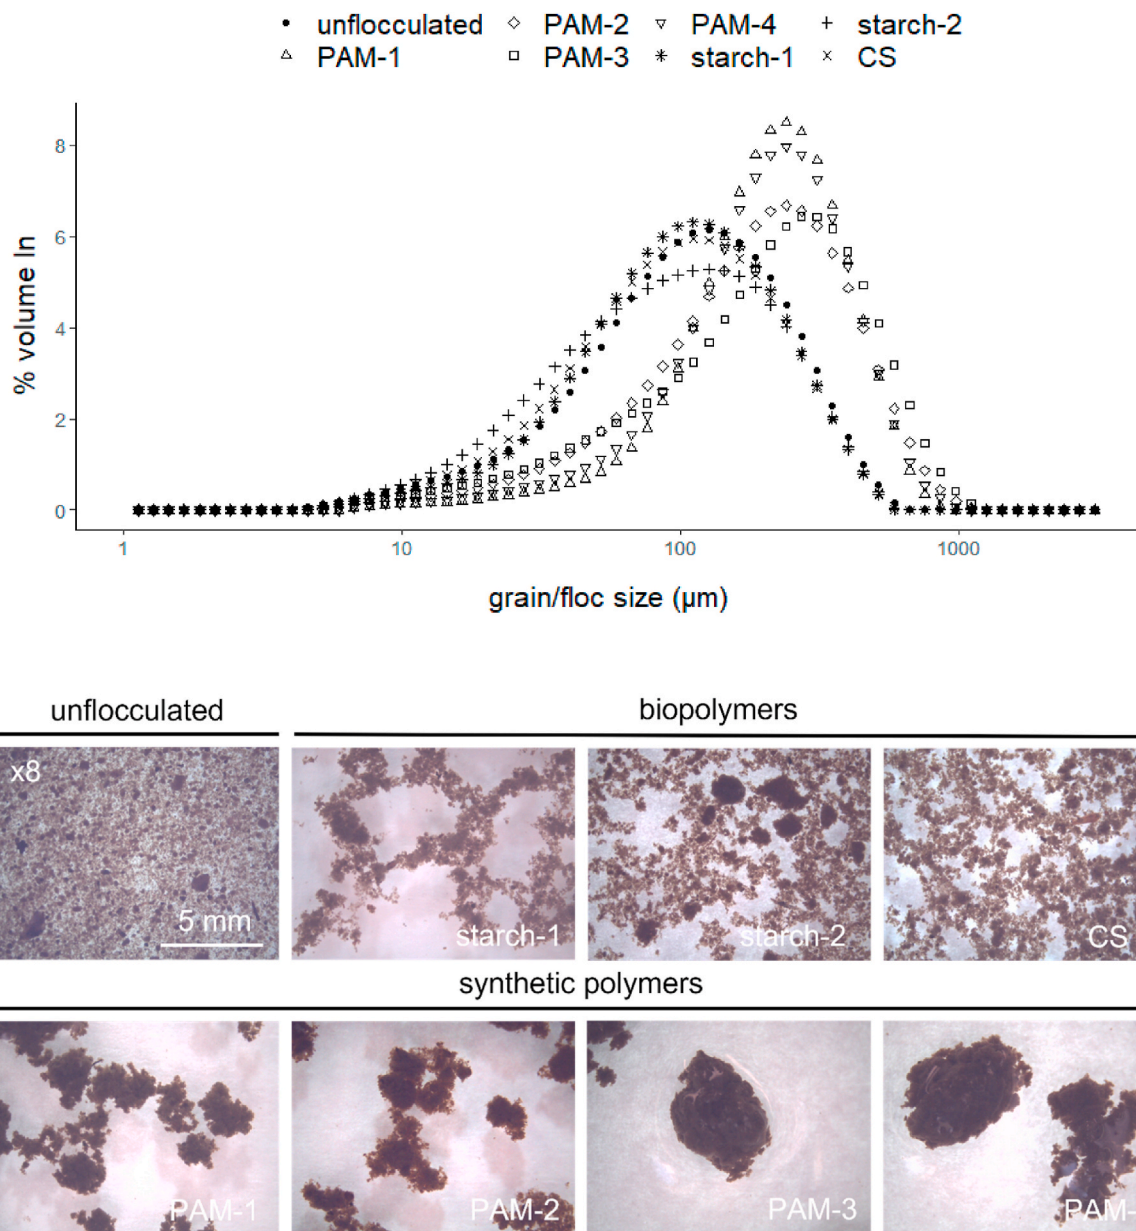 unflocculated PAM-2 PAM-4 starch-2
PAM-1 PAM-3 starch-1 CS
8
6
4
2
0
% volume ln
1 10 100 1000
grain/floc size (µm)
unflocculated biopolymers
x8
5 mm
starch-1 starch-2 CS
synthetic polymers
PAM-1 PAM-2 PAM-3 PAM-